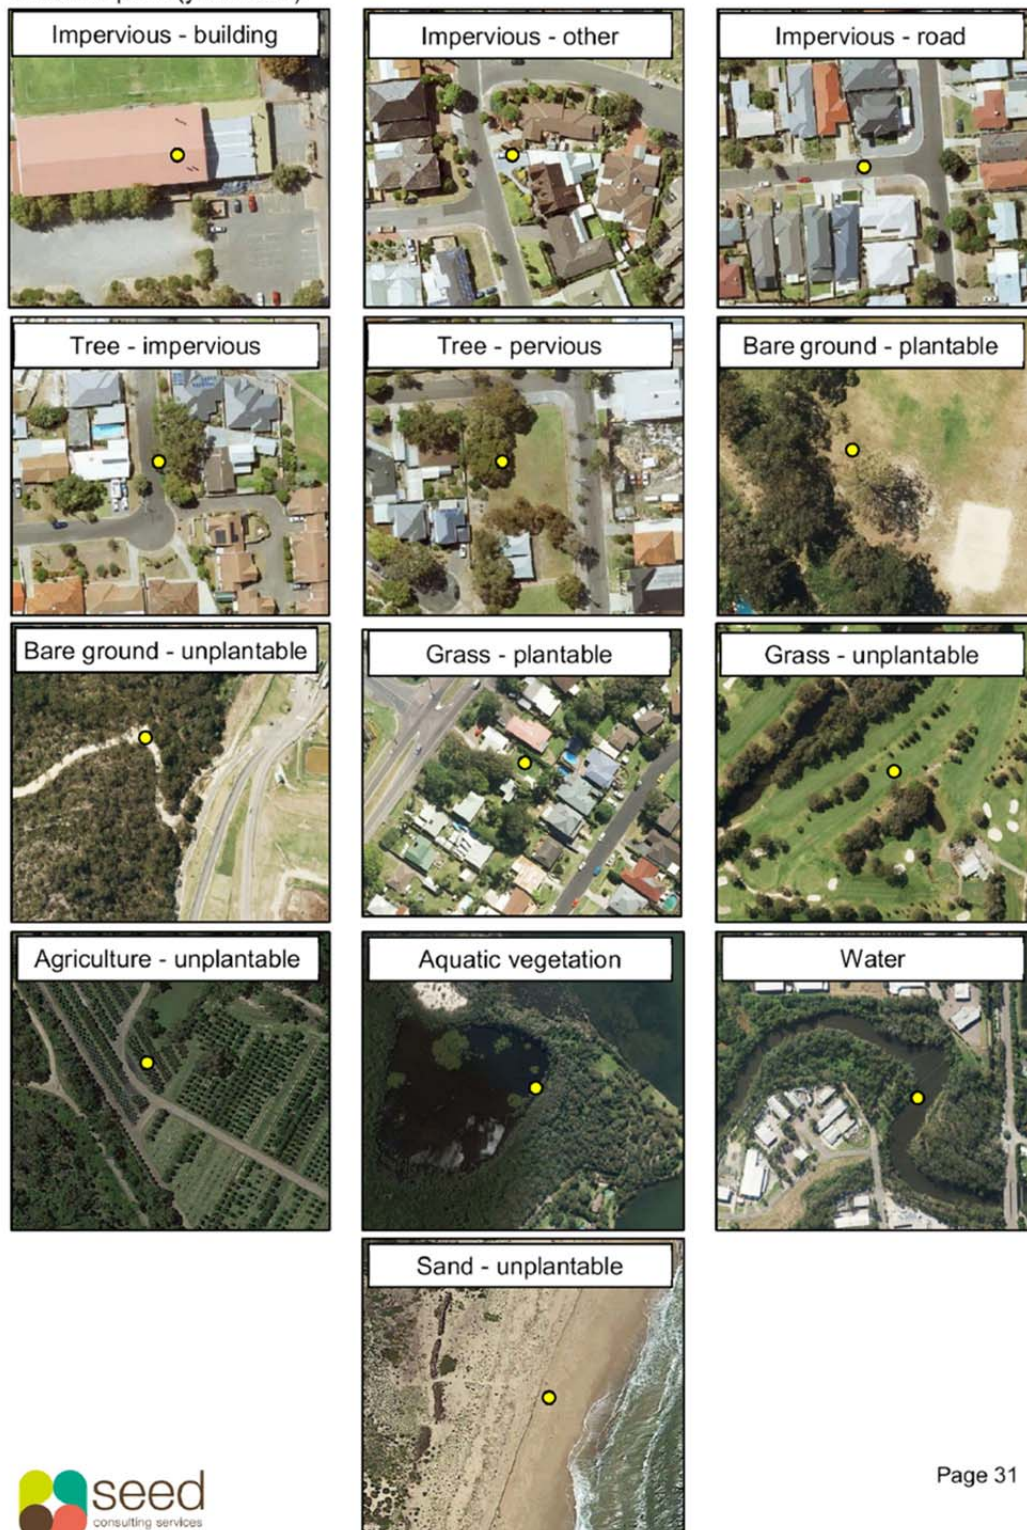 Impervious - building
Impervious - other
Impervious - road
Tree - impervious
Tree - pervious
Bare ground - plantable
Bare ground - unplantable
Grass - plantable
Grass - unplantable
Agriculture - unplantable
Aquatic vegetation
Water
Sand - unplantable
seed
consulting services
Page 31